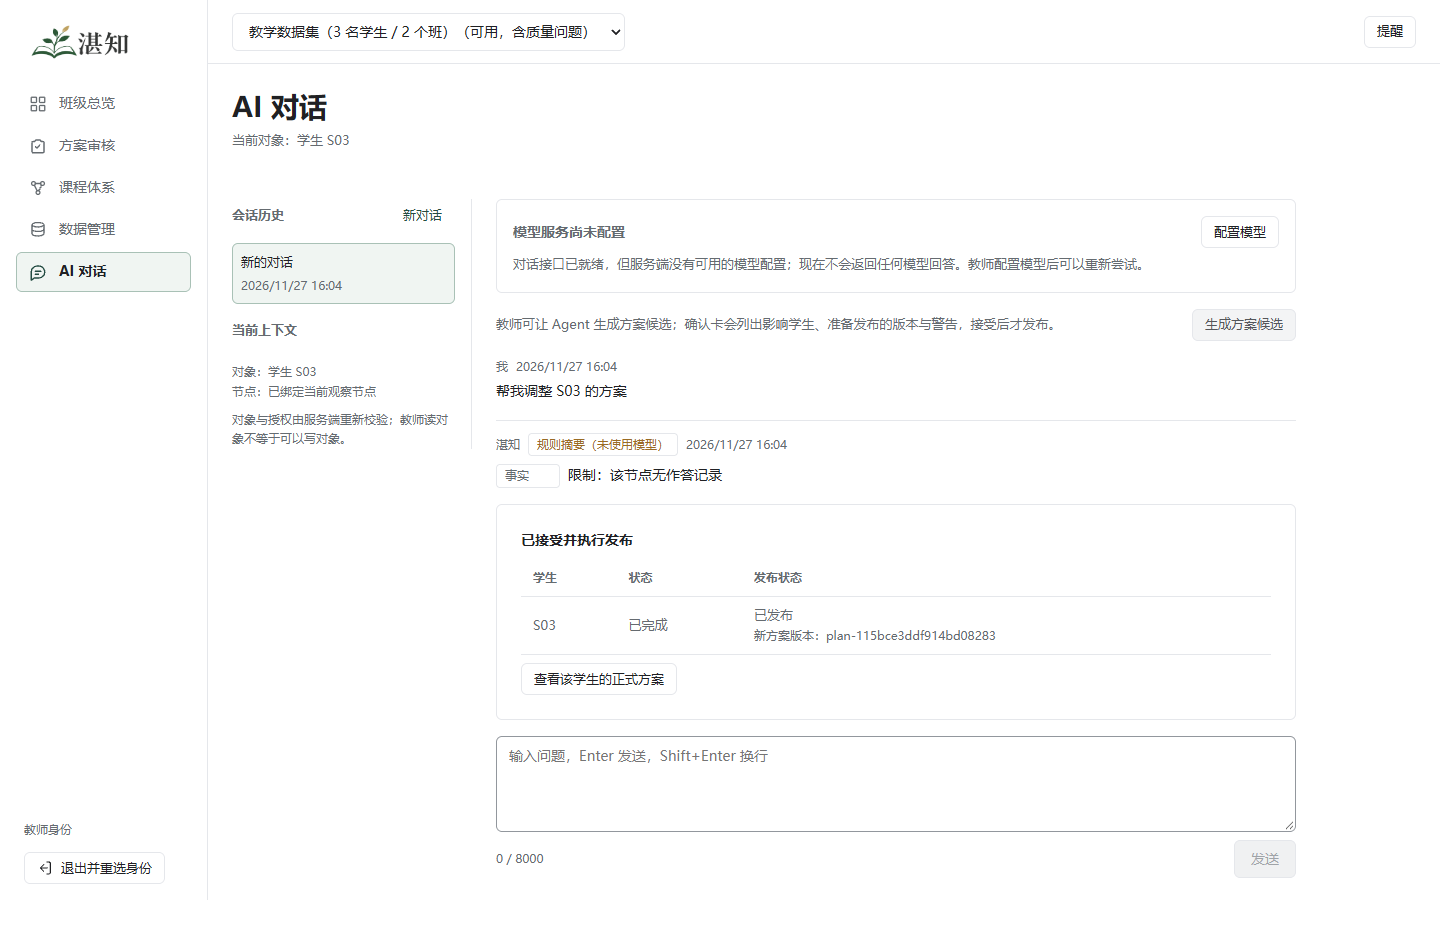 湛知
班级总览
方案审核
课程体系
数据管理
AI 对话
教师身份
退出并重选身份
教学数据集（3 名学生 / 2 个班）（可用，含质量问题）
提醒
AI 对话
当前对象：学生 S03
会话历史
新对话
新的对话
2026/11/27 16:04
当前上下文
对象：学生 S03
节点：已绑定当前观察节点
对象与授权由服务端重新校验；教师读对
象不等于可以写对象。
模型服务尚未配置
配置模型
对话接口已就绪，但服务端没有可用的模型配置；现在不会返回任何模型回答。教师配置模型后可以重新尝试。
教师可让 Agent 生成方案候选；确认卡会列出影响学生、准备发布的版本与警告，接受后才发布。
生成方案候选
我 2026/11/27 16:04
帮我调整 S03 的方案
湛知 规则摘要（未使用模型） 2026/11/27 16:04
事实 限制：该节点无作答记录
已接受并执行发布
学生 状态 发布状态
S03 已完成 已发布
新方案版本：plan-115bce3ddf914bd08283
查看该学生的正式方案
输入问题，Enter 发送，Shift+Enter 换行
0 / 8000
发送